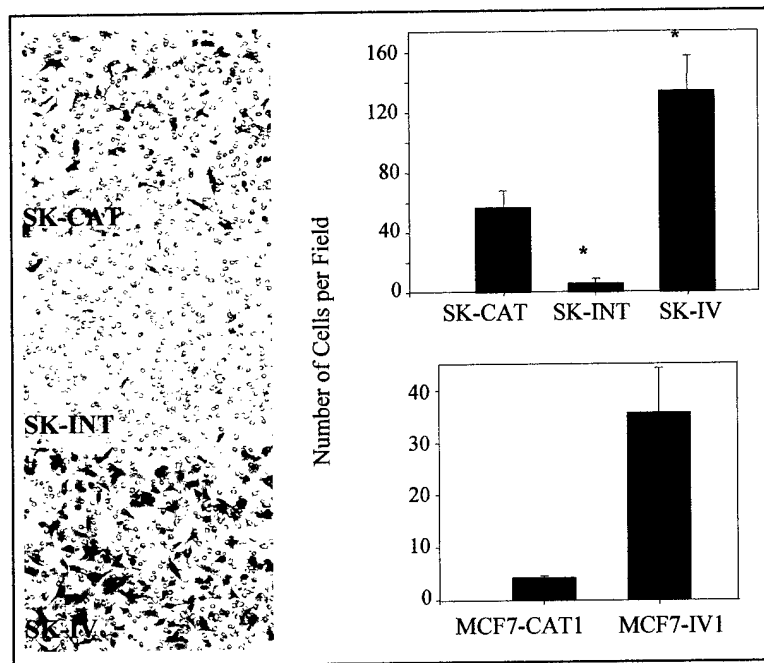 SK-CAT
SK-INT
SK-IV
Number of Cells per Field
160
120
80
40
0
*
*
SK-CAT SK-INT SK-IV
40
30
20
10
0
MCF7-CAT1 MCF7-IV1